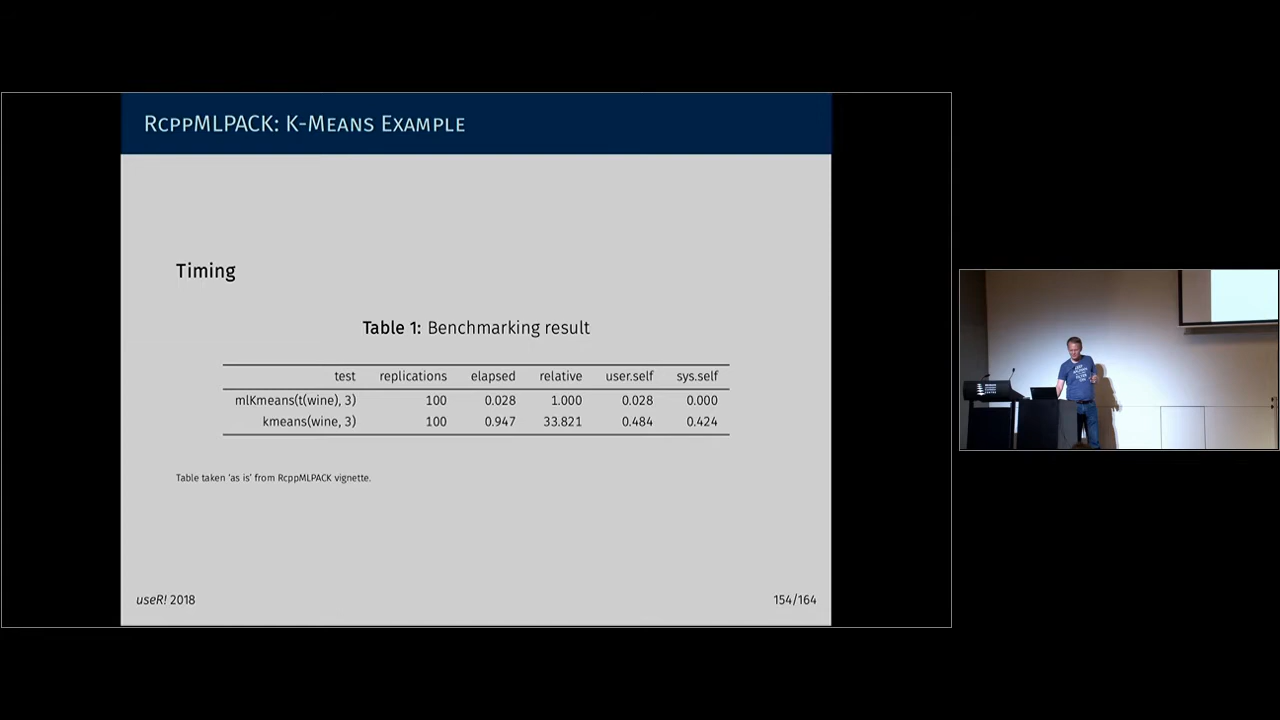 RcppMLPACK: K-Means Example
Timing
Table 1: Benchmarking result
test replications elapsed relative user.self sys.self
mlKmeans(t(wine), 3) 100 0.028 1.000 0.028 0.000
kmeans(wine, 3) 100 0.947 33.821 0.484 0.424
Table taken ‘as is’ from RcppMLPACK vignette.
useR! 2018
154/164